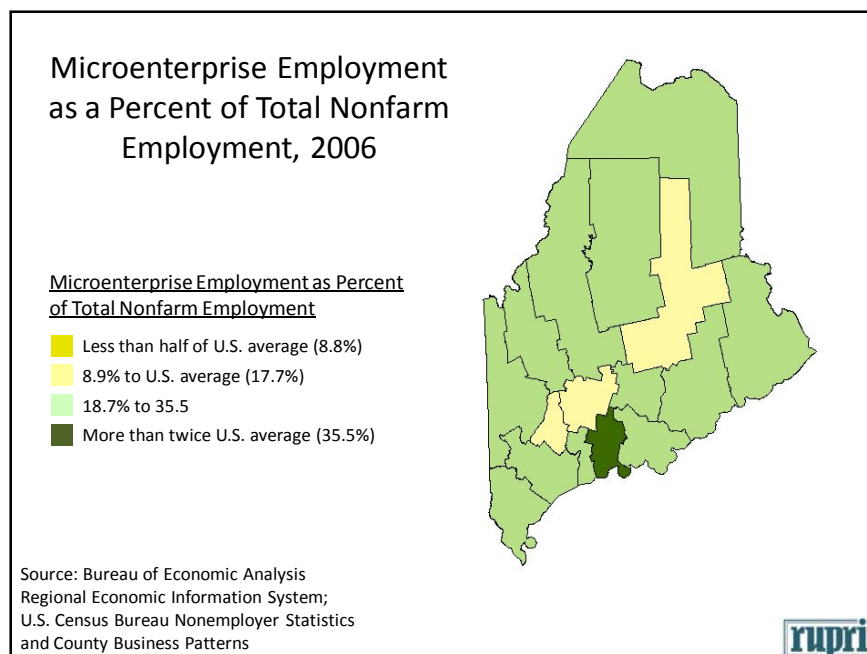 Microenterprise Employment
as a Percent of Total Nonfarm
Employment, 2006
Microenterprise Employment as Percent
of Total Nonfarm Employment
Less than half of U.S. average (8.8%)
8.9% to U.S. average (17.7%)
18.7% to 35.5
More than twice U.S. average (35.5%)
Source: Bureau of Economic Analysis
Regional Economic Information System;
U.S. Census Bureau Nonemployer Statistics
and County Business Patterns
rupri